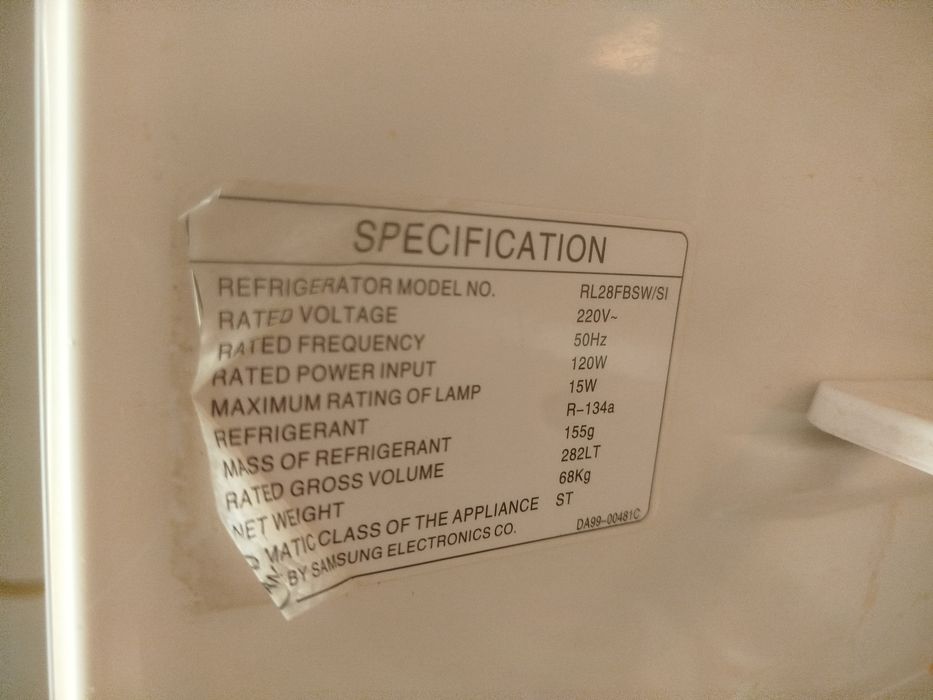 SPECIFICATION
REFRIGERATOR MODEL NO. RL28FBSW/SI
RATED VOLTAGE 220V~
RATED FREQUENCY 50Hz
RATED POWER INPUT 120W
MAXIMUM RATING OF LAMP 15W
REFRIGERANT R-134a
MASS OF REFRIGERANT 155g
RATED GROSS VOLUME 282LT
NET WEIGHT 68Kg
MATIC CLASS OF THE APPLIANCE ST
BY SAMSUNG ELECTRONICS CO. DA99-00481C